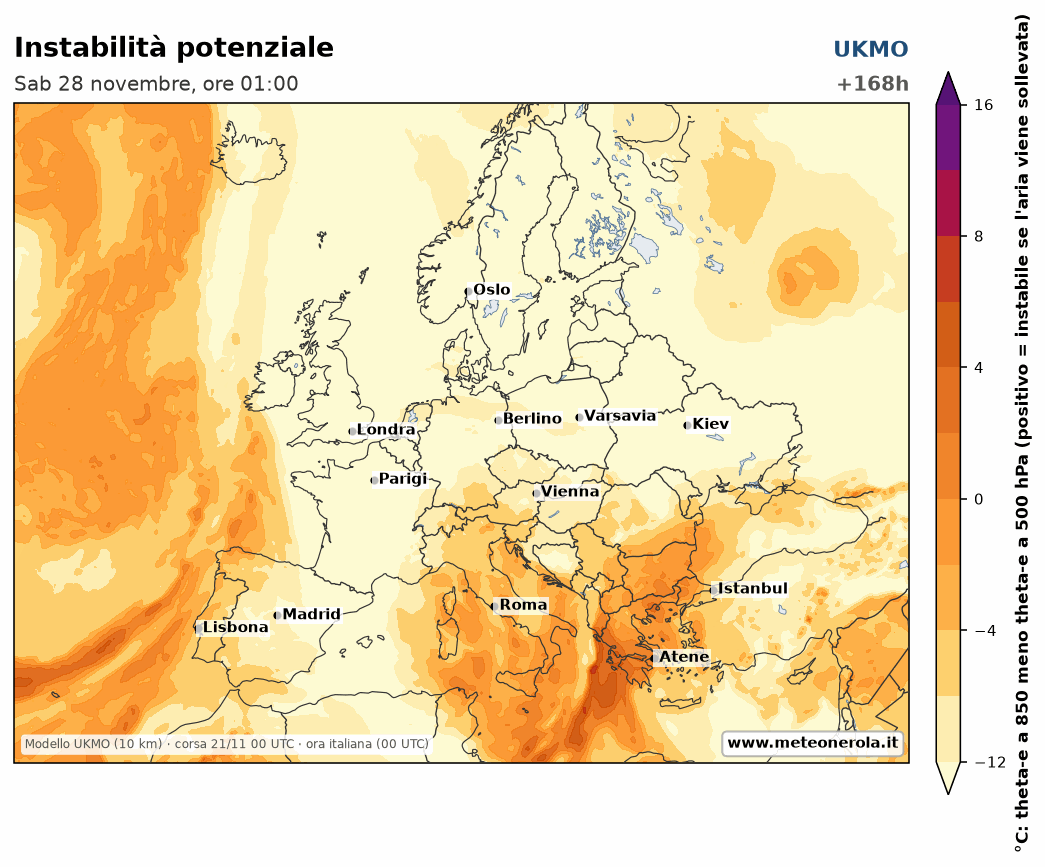 Instabilità potenziale
UKMO
Sab 28 novembre, ore 01:00
+168h
Oslo
Londra
Berlino
Varsavia
Kiev
Parigi
Vienna
Istanbul
Roma
Madrid
Lisbona
Atene
Modello UKMO (10 km) · corsa 21/11 00 UTC · ora italiana (00 UTC)
www.meteonerola.it
16
8
4
0
−4
−12
°C: theta-e a 850 meno theta-e a 500 hPa (positivo = instabile se l'aria viene sollevata)